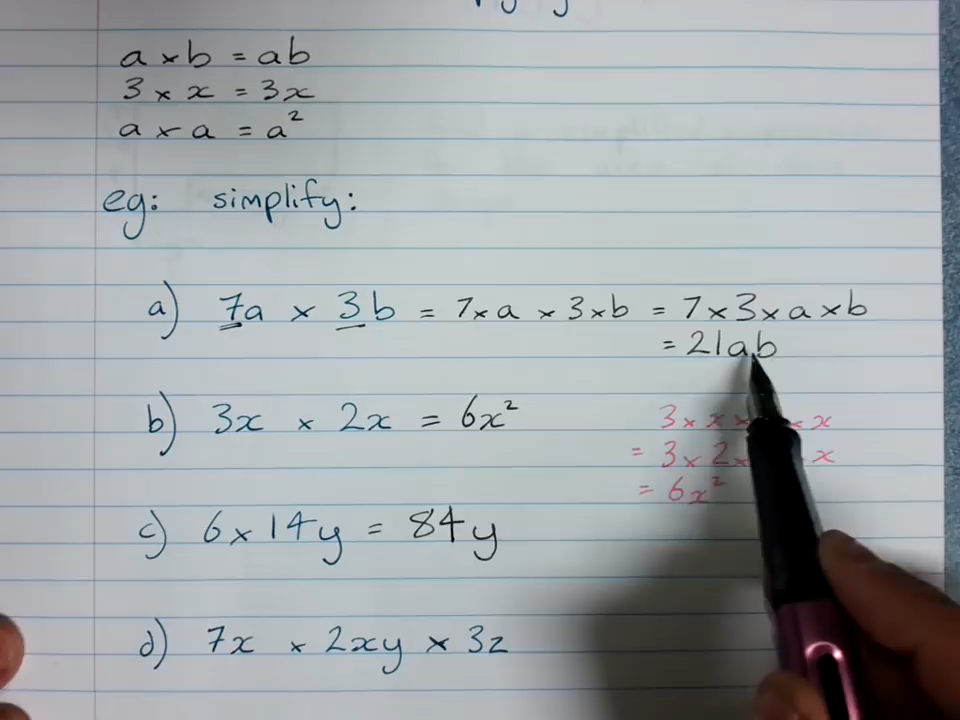 a × b = ab
3 × x = 3x
a × a = a²
eg: simplify:
a) 7a × 3b = 7×a × 3×b = 7×3×a×b
= 21ab
b) 3x × 2x = 6x²
3 × x × × x
= 3 × 2 × × x
= 6x²
c) 6 × 14y = 84y
d) 7x × 2xy × 3z